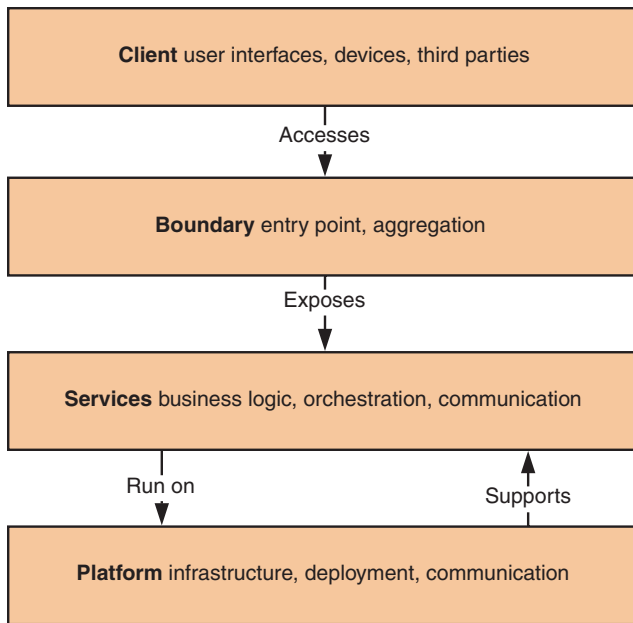 Client user interfaces, devices, third parties
Accesses
Boundary entry point, aggregation
Exposes
Services business logic, orchestration, communication
Run on
Supports
Platform infrastructure, deployment, communication